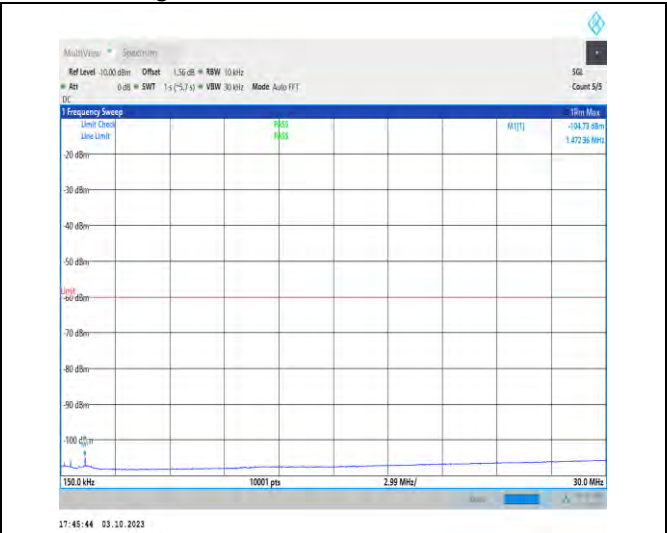 MultiView Spectrum
Ref Level -10.00 dBm Offset 1.56 dB RBW 10 kHz SGL
Att 0 dB SWT 1 s (~5.7 s) VBW 30 kHz Mode Auto FFT Count 5/5
DC
1 Frequency Sweep 1Rm Max
Limit Check PASS M1[1] -104.73 dBm
Line Limit PASS 1.472 36 MHz
-20 dBm
-30 dBm
-40 dBm
-50 dBm
Limit
-60 dBm
-70 dBm
-80 dBm
-90 dBm
-100 dBm
150.0 kHz 10001 pts 2.99 MHz/ 30.0 MHz
17:45:44 03.10.2023